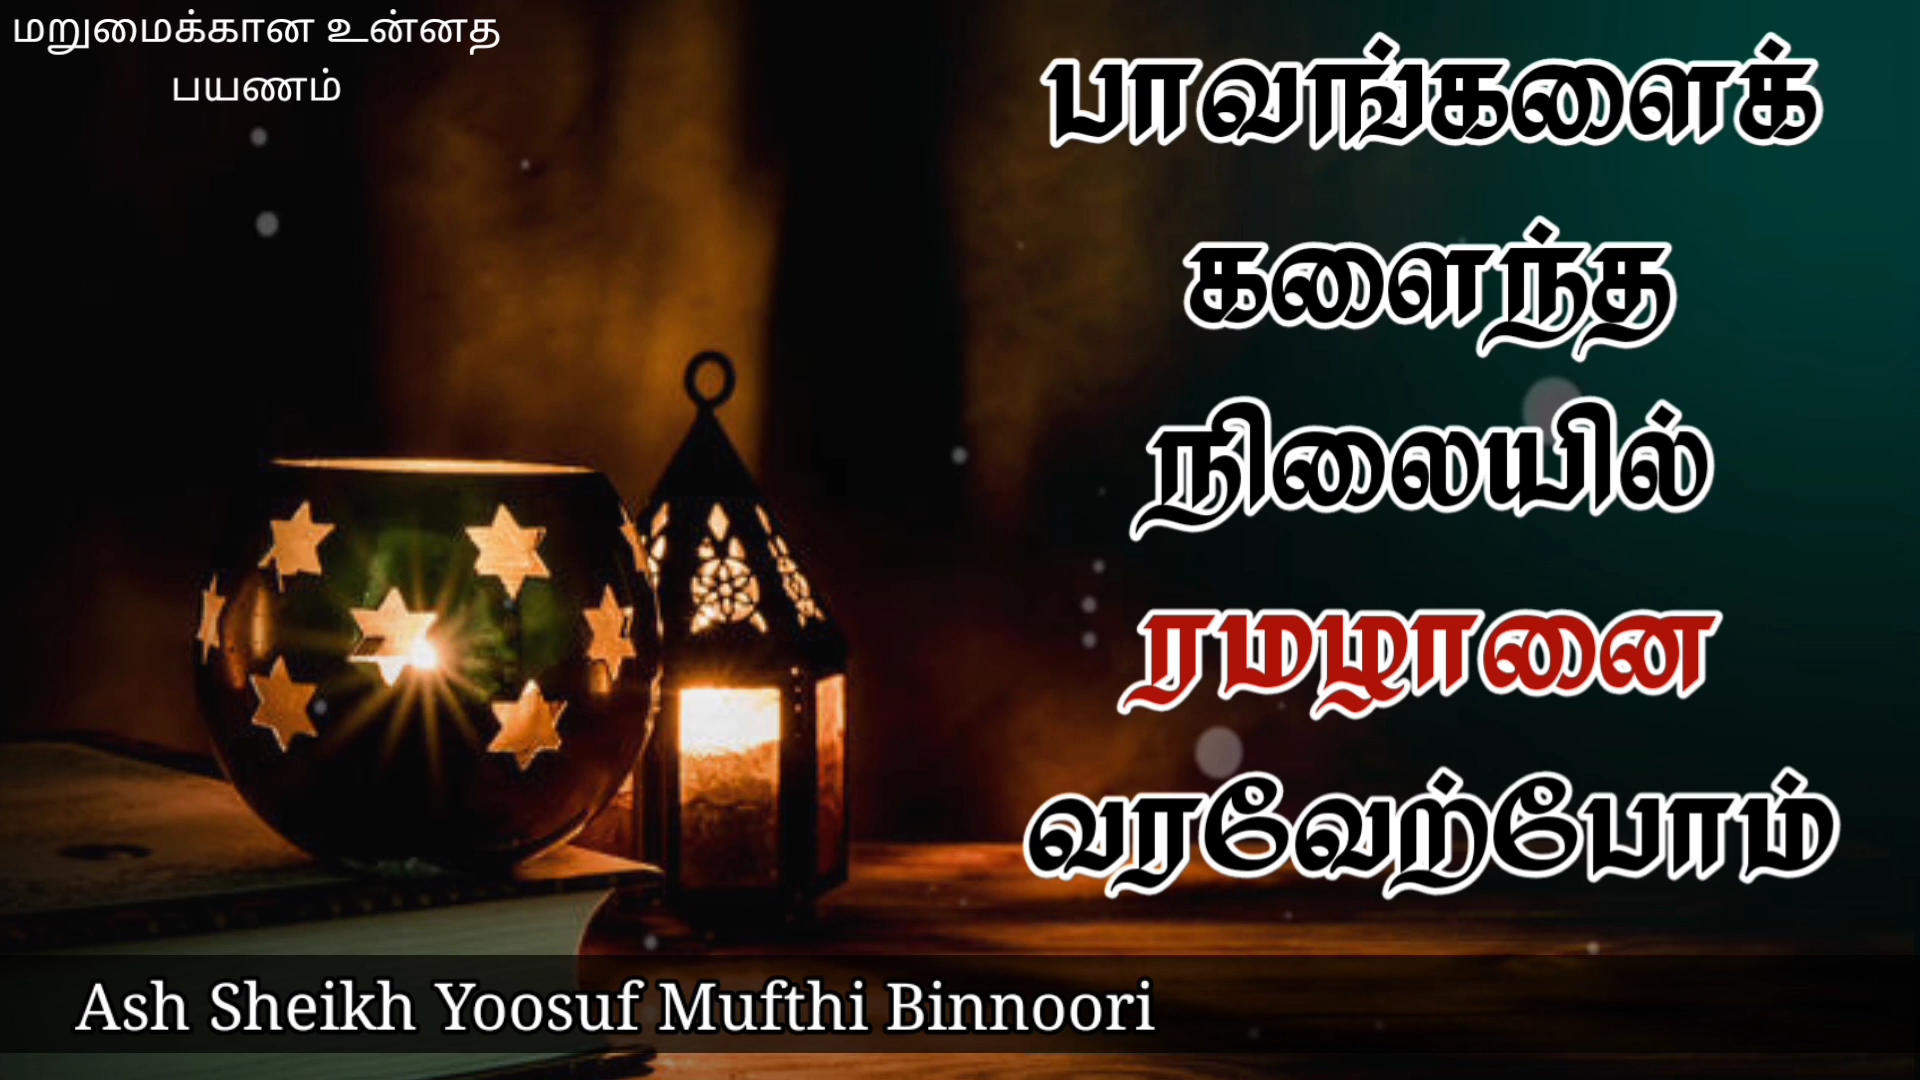 மறுமைக்கான உன்னத
பயணம்
பாவங்களைக்
களைந்த
நிலையில்
ரமழானை
வரவேற்போம்
Ash Sheikh Yoosuf Mufthi Binnoori